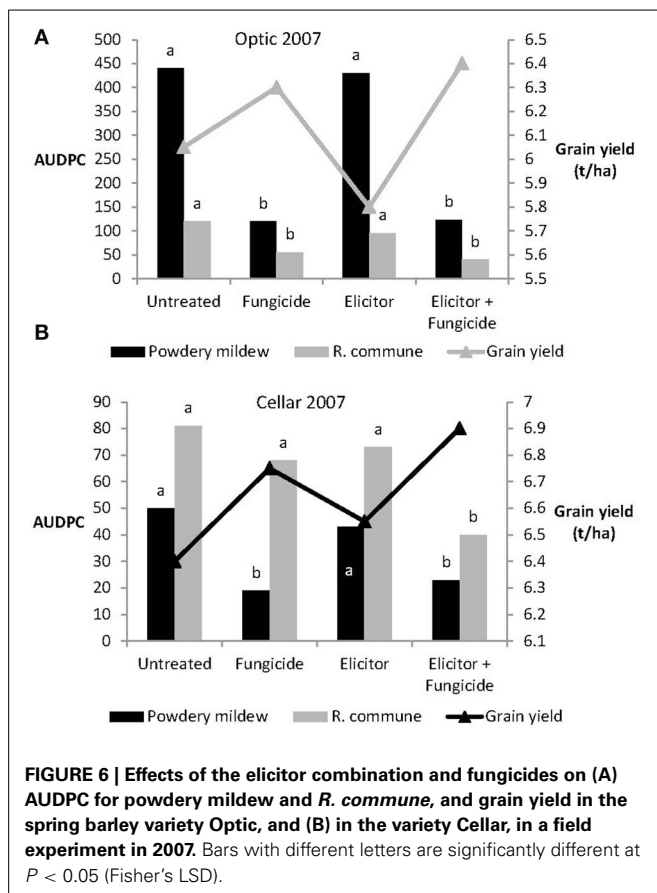 A
Optic 2007
500
450
400
350
300
250
200
150
100
50
0
AUDPC
a
a
b
b
a
a
b
b
6.5
6.4
6.3
6.2
6.1
6
5.9
5.8
5.7
5.6
5.5
Grain yield
(t/ha)
Untreated
Fungicide
Elicitor
Elicitor +
Fungicide
Powdery mildew
R. commune
Grain yield
B
Cellar 2007
90
80
70
60
50
40
30
20
10
0
AUDPC
a
a
b
a
a
a
b
b
7
6.9
6.8
6.7
6.6
6.5
6.4
6.3
6.2
6.1
Grain yield
(t/ha)
Untreated
Fungicide
Elicitor
Elicitor +
Fungicide
Powdery mildew
R. commune
Grain yield
FIGURE 6 | Effects of the elicitor combination and fungicides on (A)
AUDPC for powdery mildew and R. commune, and grain yield in the
spring barley variety Optic, and (B) in the variety Cellar, in a field
experiment in 2007. Bars with different letters are significantly different at
P < 0.05 (Fisher's LSD).